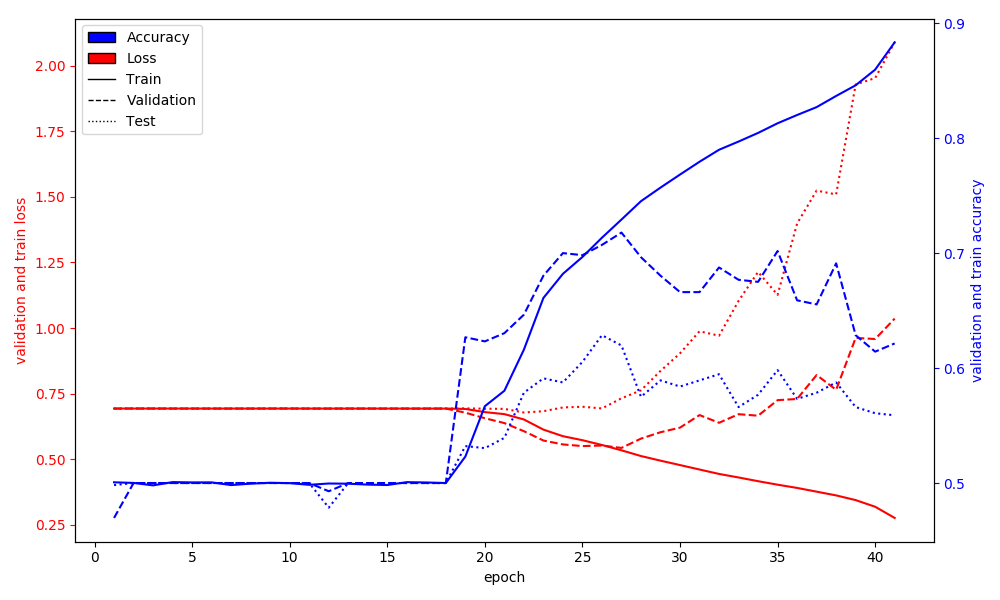 Accuracy
Loss
Train
Validation
Test
2.00
1.75
1.50
1.25
1.00
0.75
0.50
0.25
validation and train loss
0.9
0.8
0.7
0.6
0.5
validation and train accuracy
0 5 10 15 20 25 30 35 40
epoch